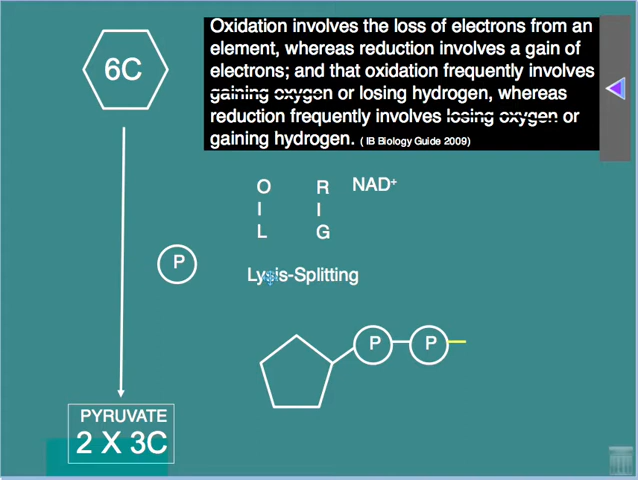 6C
Oxidation involves the loss of electrons from an
element, whereas reduction involves a gain of
electrons; and that oxidation frequently involves
gaining oxygen or losing hydrogen, whereas
reduction frequently involves losing oxygen or
gaining hydrogen. ( IB Biology Guide 2009)
O R NAD+
I I
L G
P
Lysis-Splitting
P P
PYRUVATE
2 X 3C